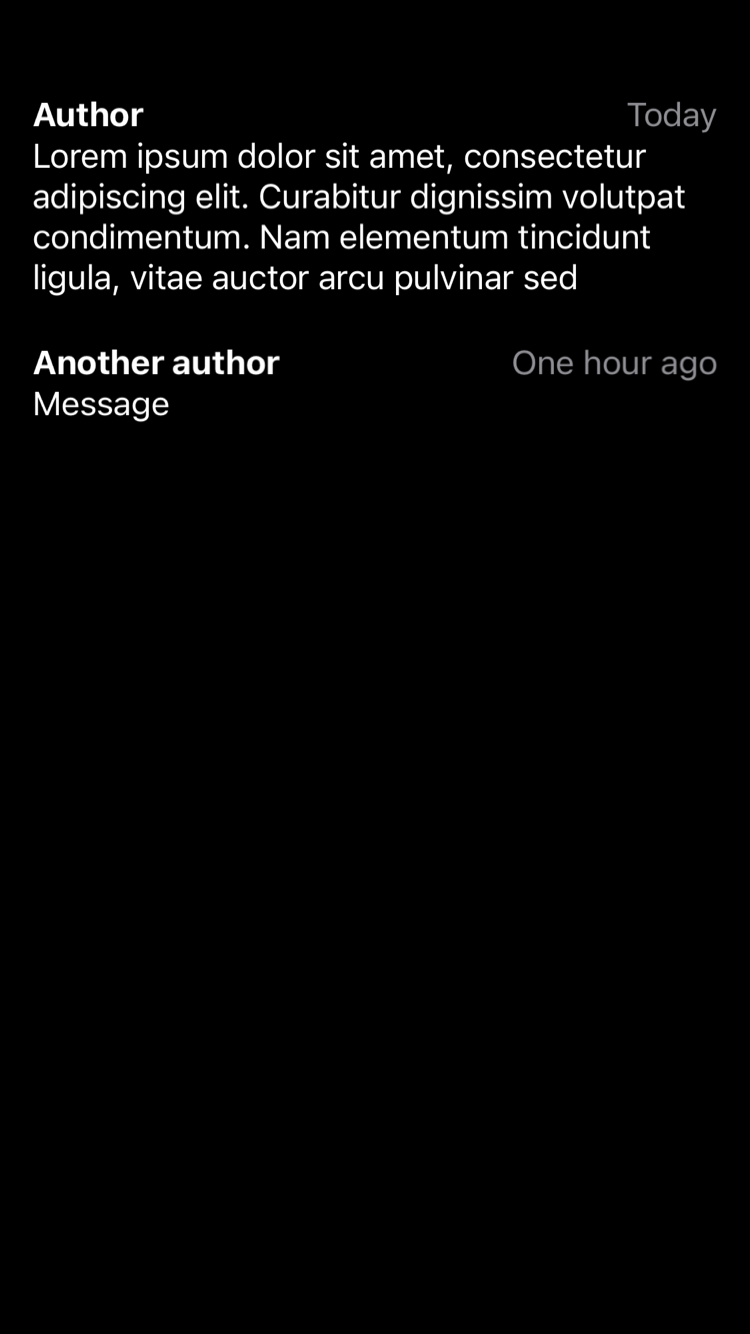 Author Today
Lorem ipsum dolor sit amet, consectetur
adipiscing elit. Curabitur dignissim volutpat
condimentum. Nam elementum tincidunt
ligula, vitae auctor arcu pulvinar sed
Another author One hour ago
Message